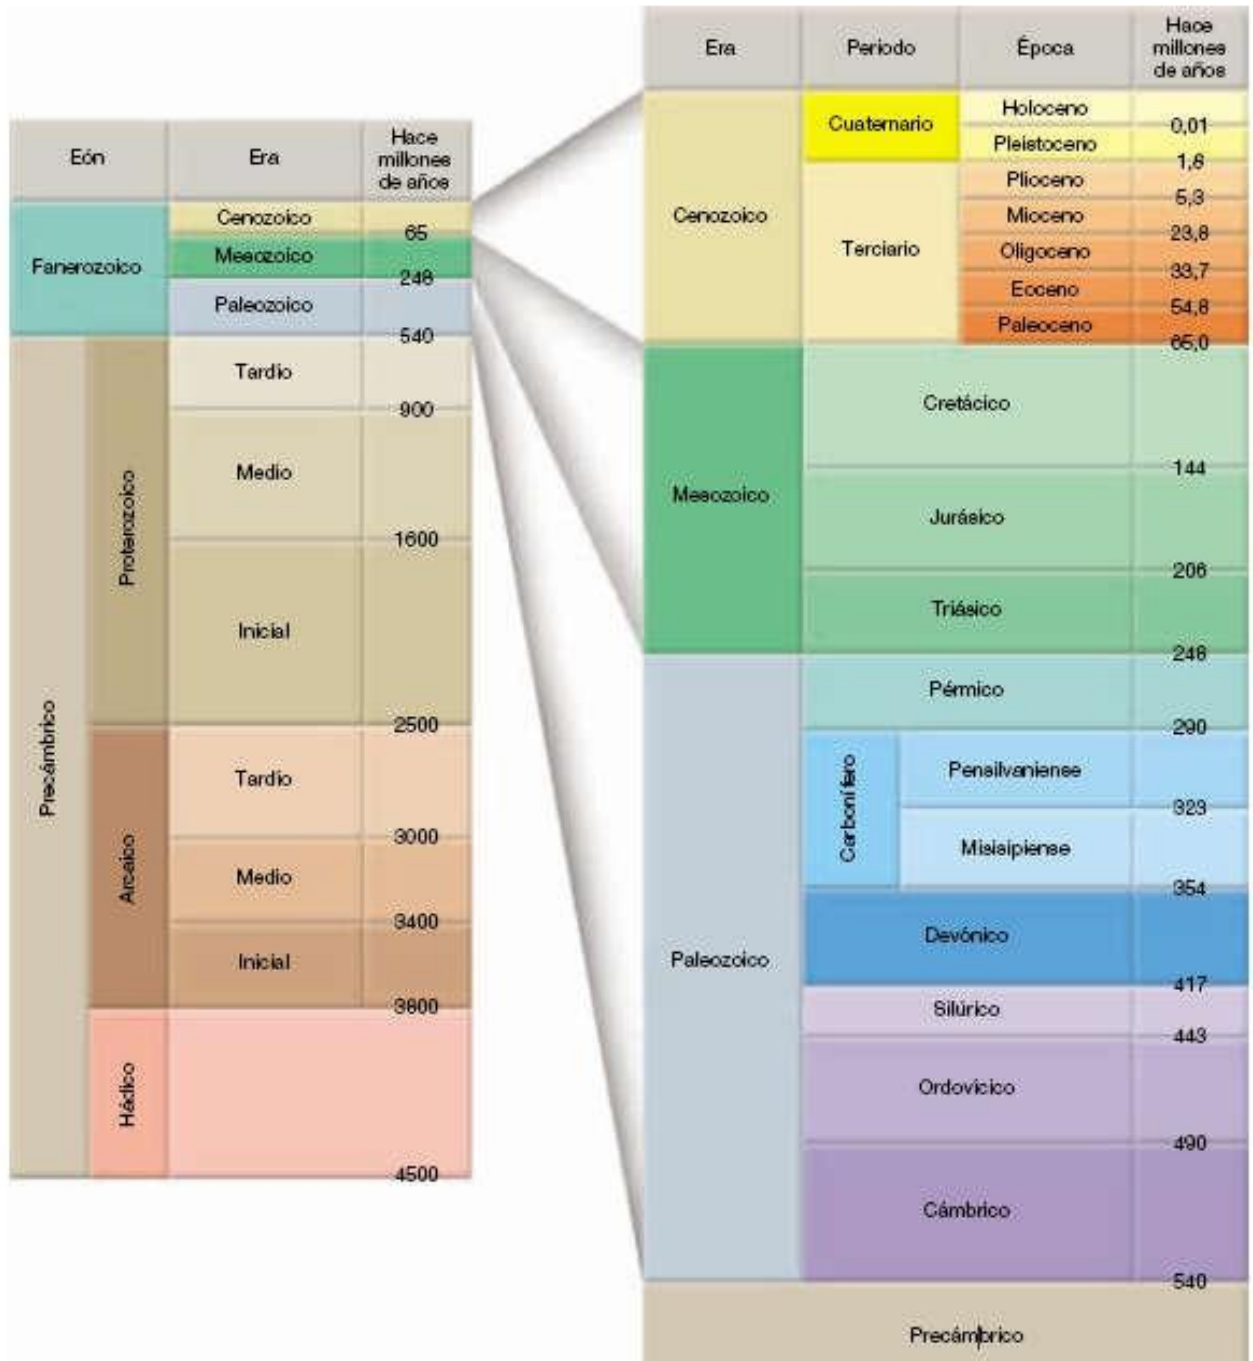 Eón
Era
Hace
millones
de años
Fanerozoico
Cenozoico
65
Mesozoico
248
Paleozoico
540
Precámbrico
Proterozoico
Tardío
900
Medio
1600
Inicial
2500
Arcaico
Tardío
3000
Medio
3400
Inicial
3800
Hádico
4500
Era
Periodo
Época
Hace
millones
de años
Cenozoico
Cuaternario
Holoceno
0,01
Pleistoceno
1,8
Terciario
Plioceno
5,3
Mioceno
23,8
Oligoceno
33,7
Eoceno
54,8
Paleoceno
65,0
Mesozoico
Cretácico
144
Jurásico
206
Triásico
248
Paleozoico
Pérmico
290
Carbonífero
Pensilvaniense
323
Misisipiense
354
Devónico
417
Silúrico
443
Ordovícico
490
Cámbrico
540
Precámbrico